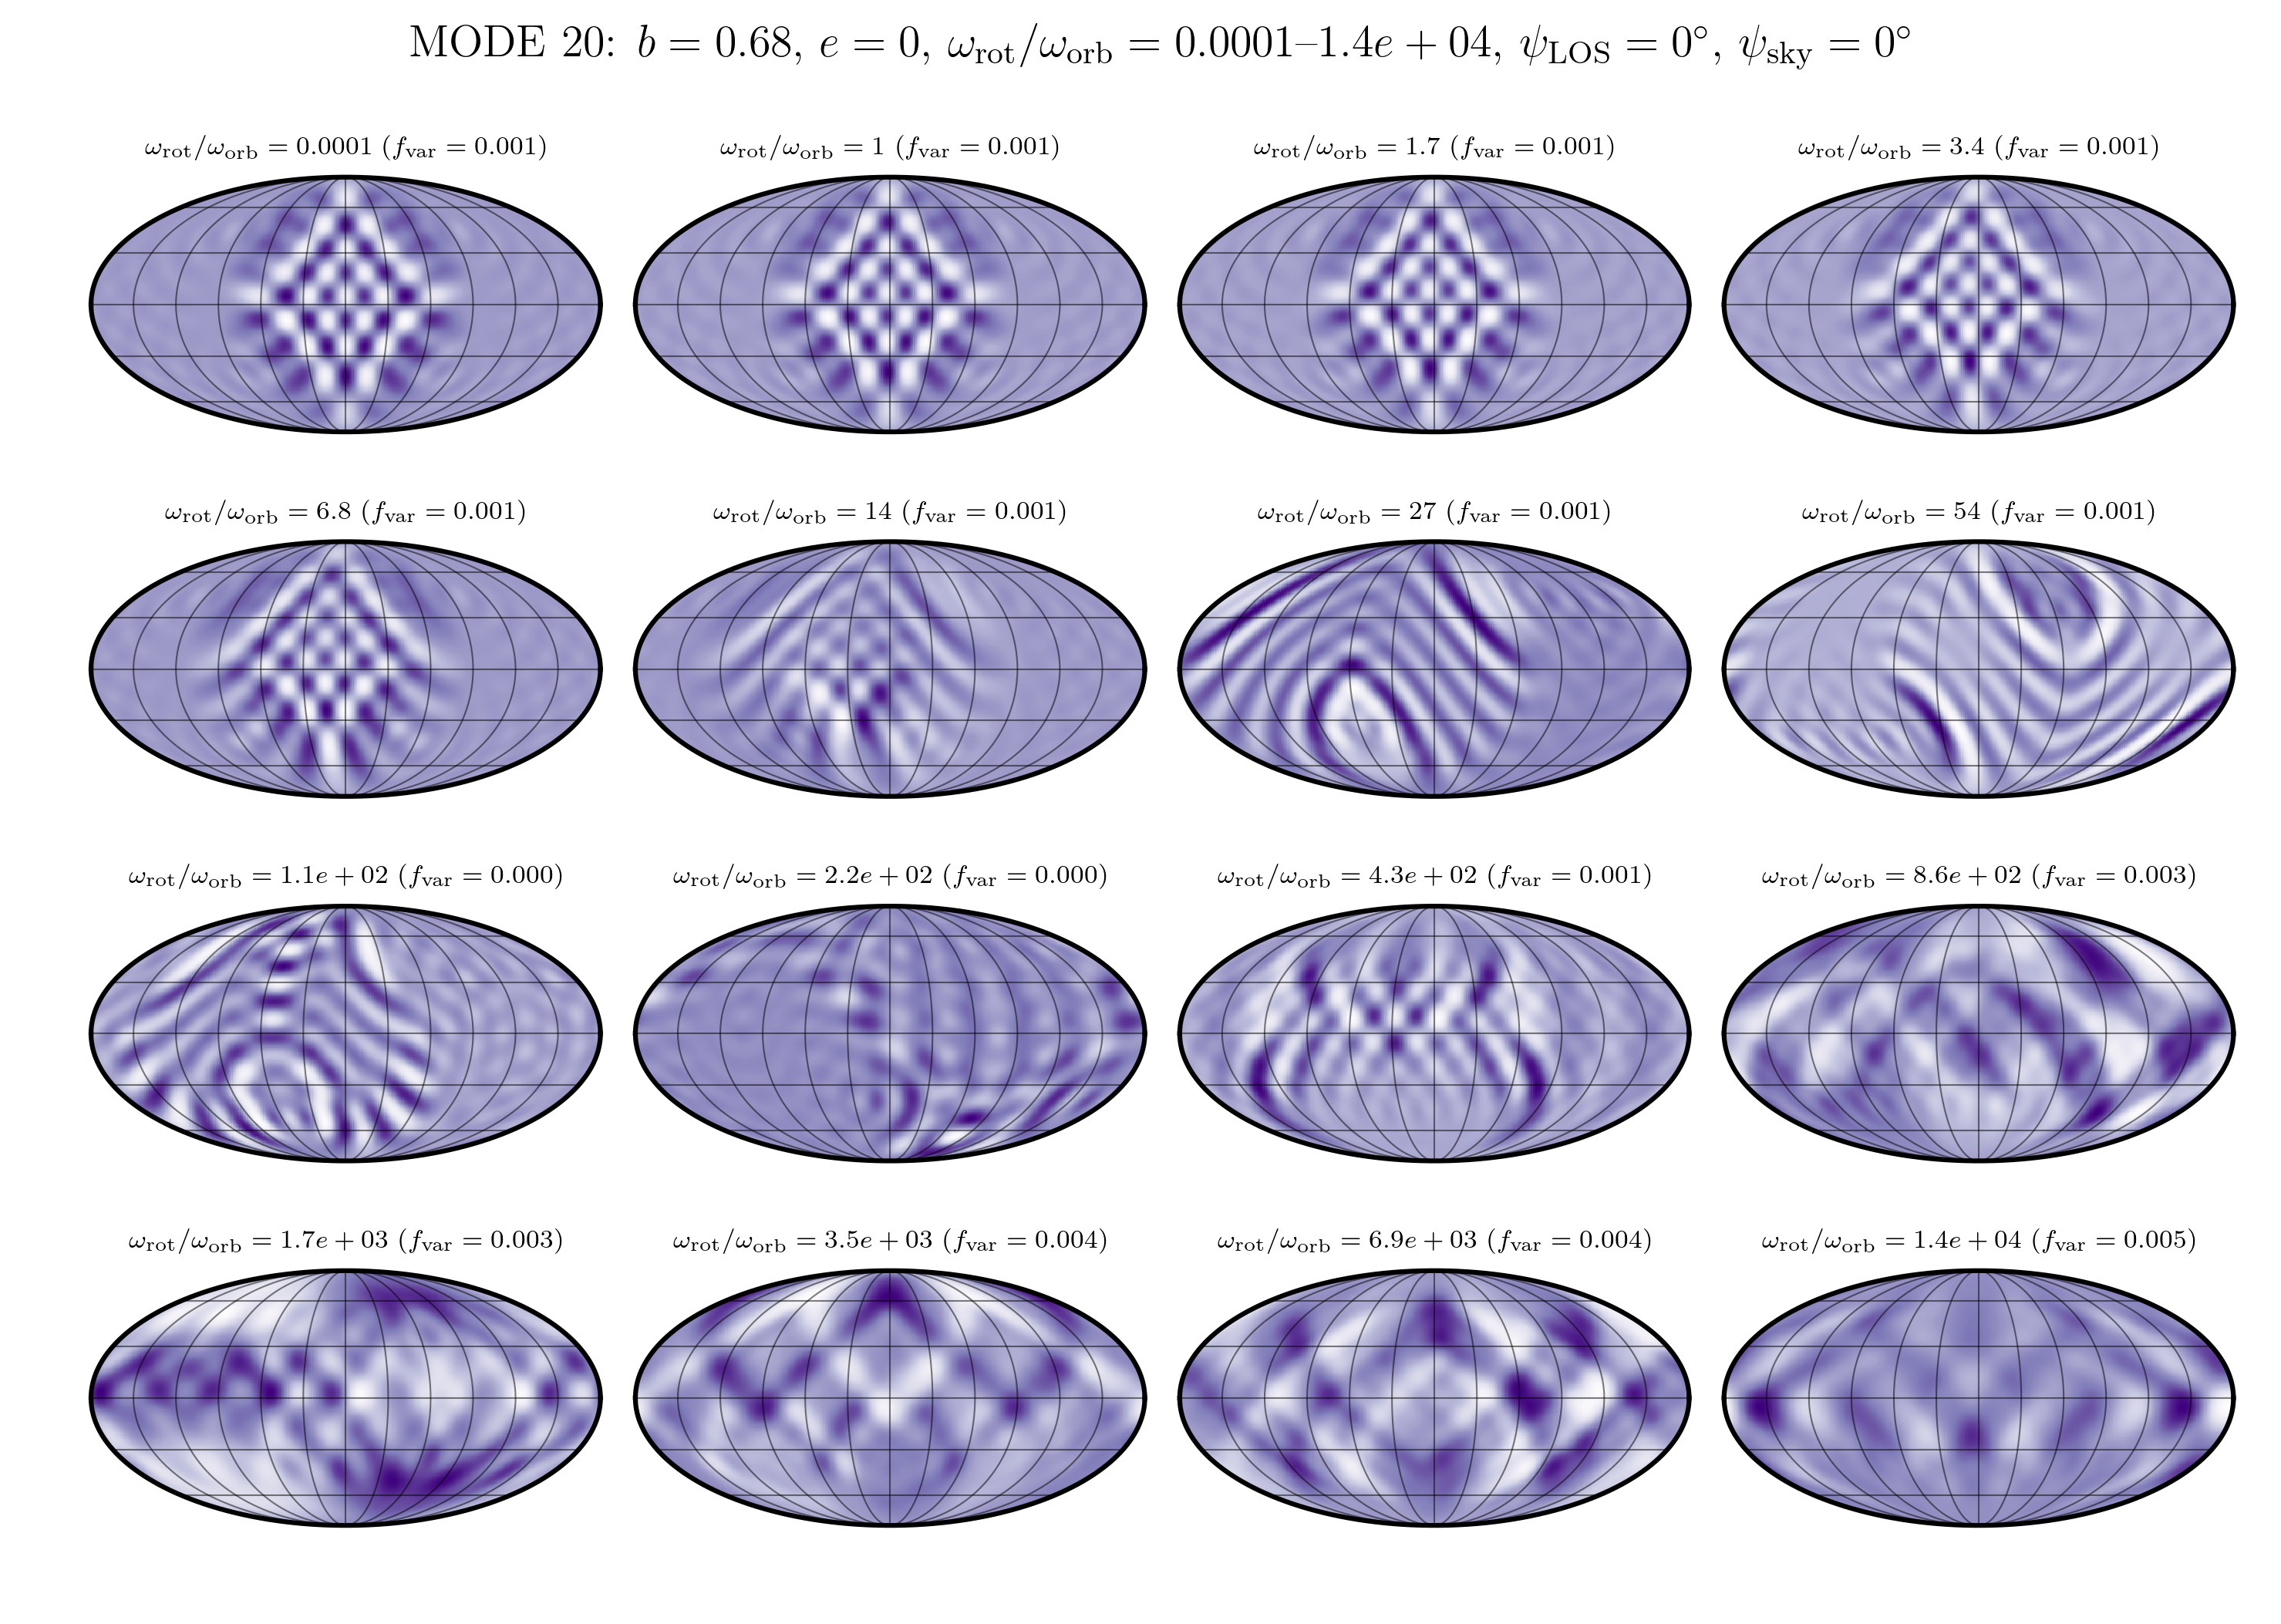 MODE 20: b = 0.68, e = 0, ω_rot/ω_orb = 0.0001–1.4e + 04, ψ_LOS = 0°, ψ_sky = 0°
ω_rot/ω_orb = 0.0001 (f_var = 0.001)
ω_rot/ω_orb = 1 (f_var = 0.001)
ω_rot/ω_orb = 1.7 (f_var = 0.001)
ω_rot/ω_orb = 3.4 (f_var = 0.001)
ω_rot/ω_orb = 6.8 (f_var = 0.001)
ω_rot/ω_orb = 14 (f_var = 0.001)
ω_rot/ω_orb = 27 (f_var = 0.001)
ω_rot/ω_orb = 54 (f_var = 0.001)
ω_rot/ω_orb = 1.1e + 02 (f_var = 0.000)
ω_rot/ω_orb = 2.2e + 02 (f_var = 0.000)
ω_rot/ω_orb = 4.3e + 02 (f_var = 0.001)
ω_rot/ω_orb = 8.6e + 02 (f_var = 0.003)
ω_rot/ω_orb = 1.7e + 03 (f_var = 0.003)
ω_rot/ω_orb = 3.5e + 03 (f_var = 0.004)
ω_rot/ω_orb = 6.9e + 03 (f_var = 0.004)
ω_rot/ω_orb = 1.4e + 04 (f_var = 0.005)